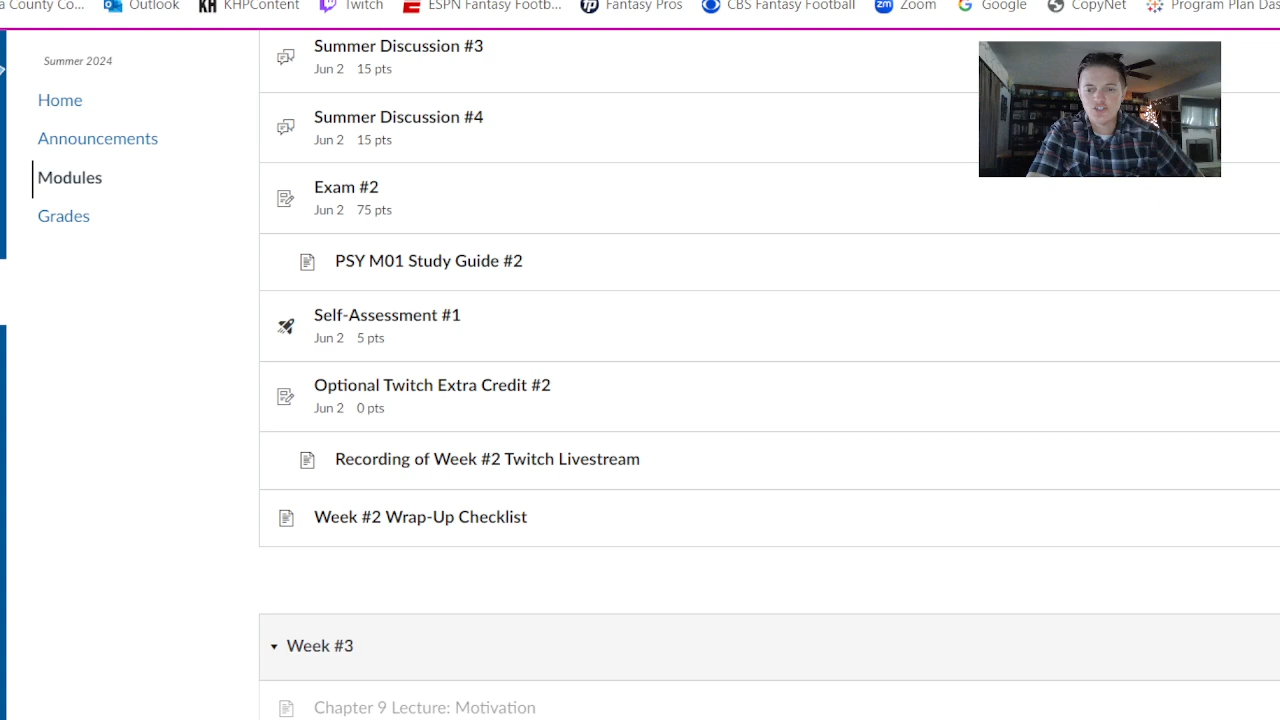 a County Co...
Outlook
KH KHPContent
Twitch
ESPN Fantasy Footb...
fp Fantasy Pros
CBS Fantasy Football
zm Zoom
G Google
CopyNet
Program Plan Das
Summer 2024
Home
Announcements
Modules
Grades
Summer Discussion #3
Jun 2 15 pts
Summer Discussion #4
Jun 2 15 pts
Exam #2
Jun 2 75 pts
PSY M01 Study Guide #2
Self-Assessment #1
Jun 2 5 pts
Optional Twitch Extra Credit #2
Jun 2 0 pts
Recording of Week #2 Twitch Livestream
Week #2 Wrap-Up Checklist
Week #3
Chapter 9 Lecture: Motivation